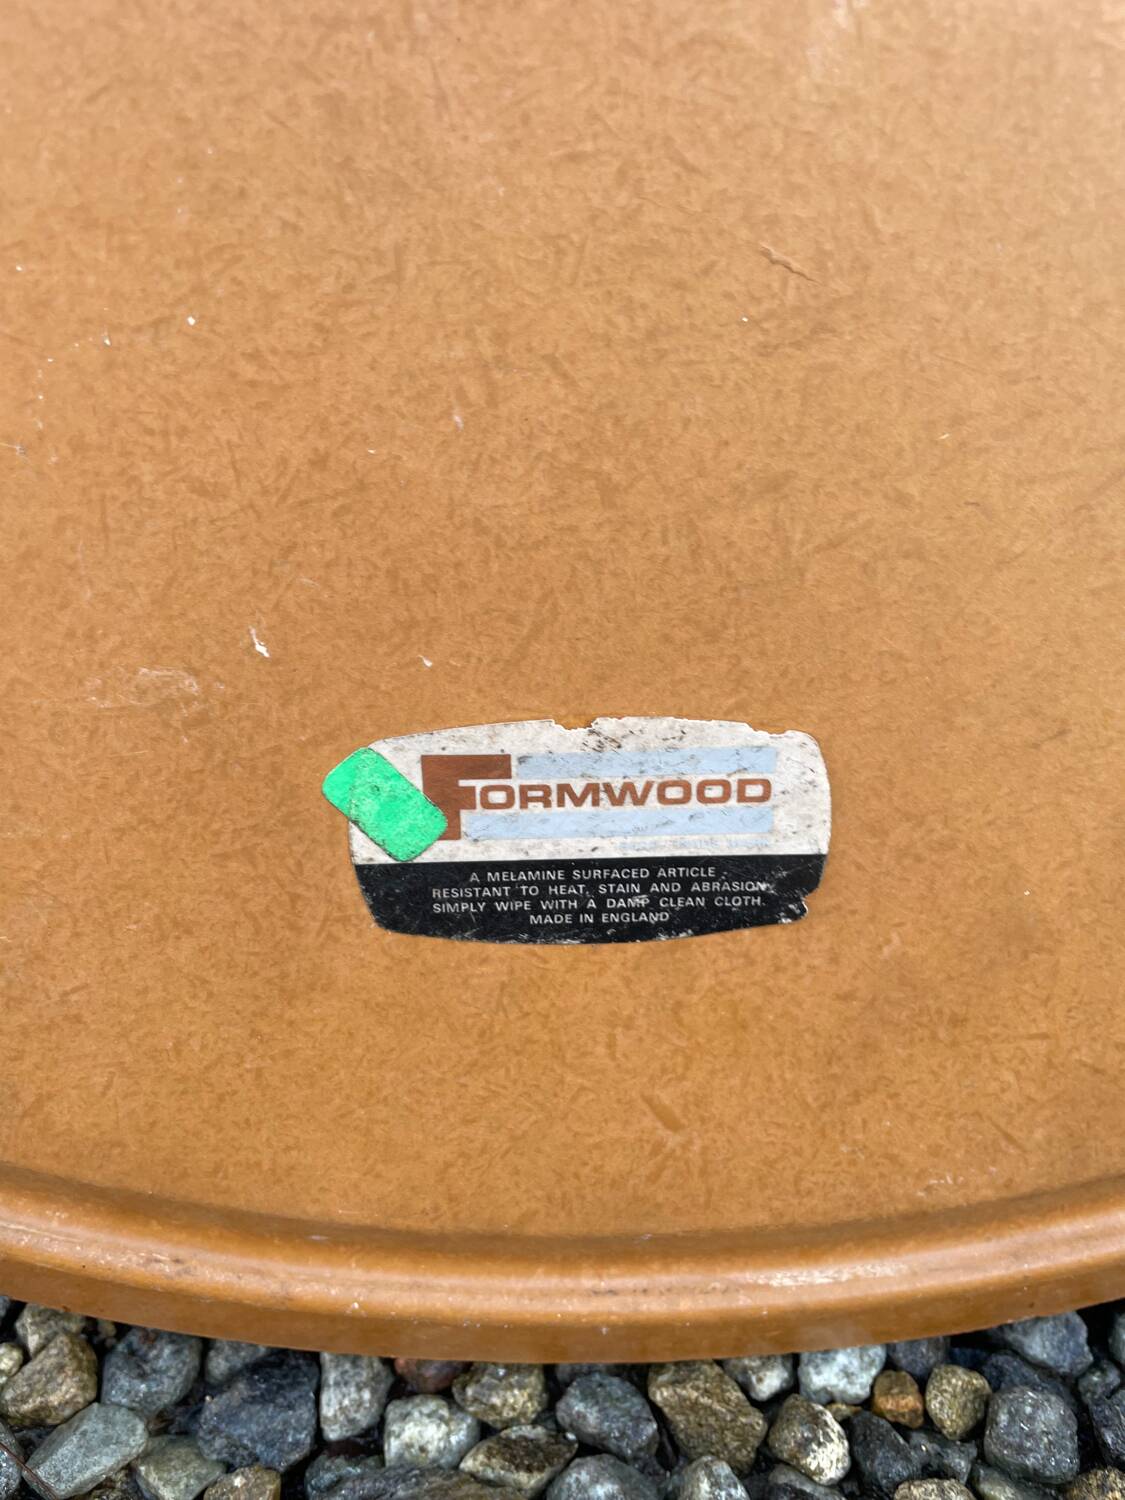 FORMWOOD
A MELAMINE SURFACED ARTICLE
RESISTANT TO HEAT, STAIN AND ABRASION
SIMPLY WIPE WITH A DAMP CLEAN CLOTH.
MADE IN ENGLAND